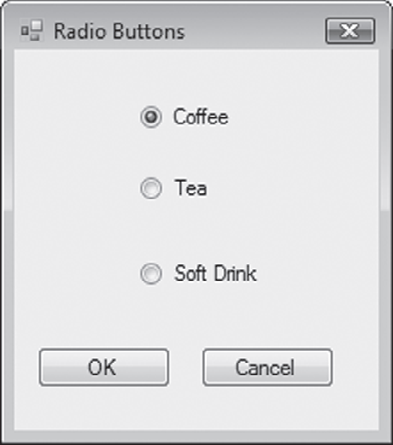 Radio Buttons
Coffee
Tea
Soft Drink
OK
Cancel